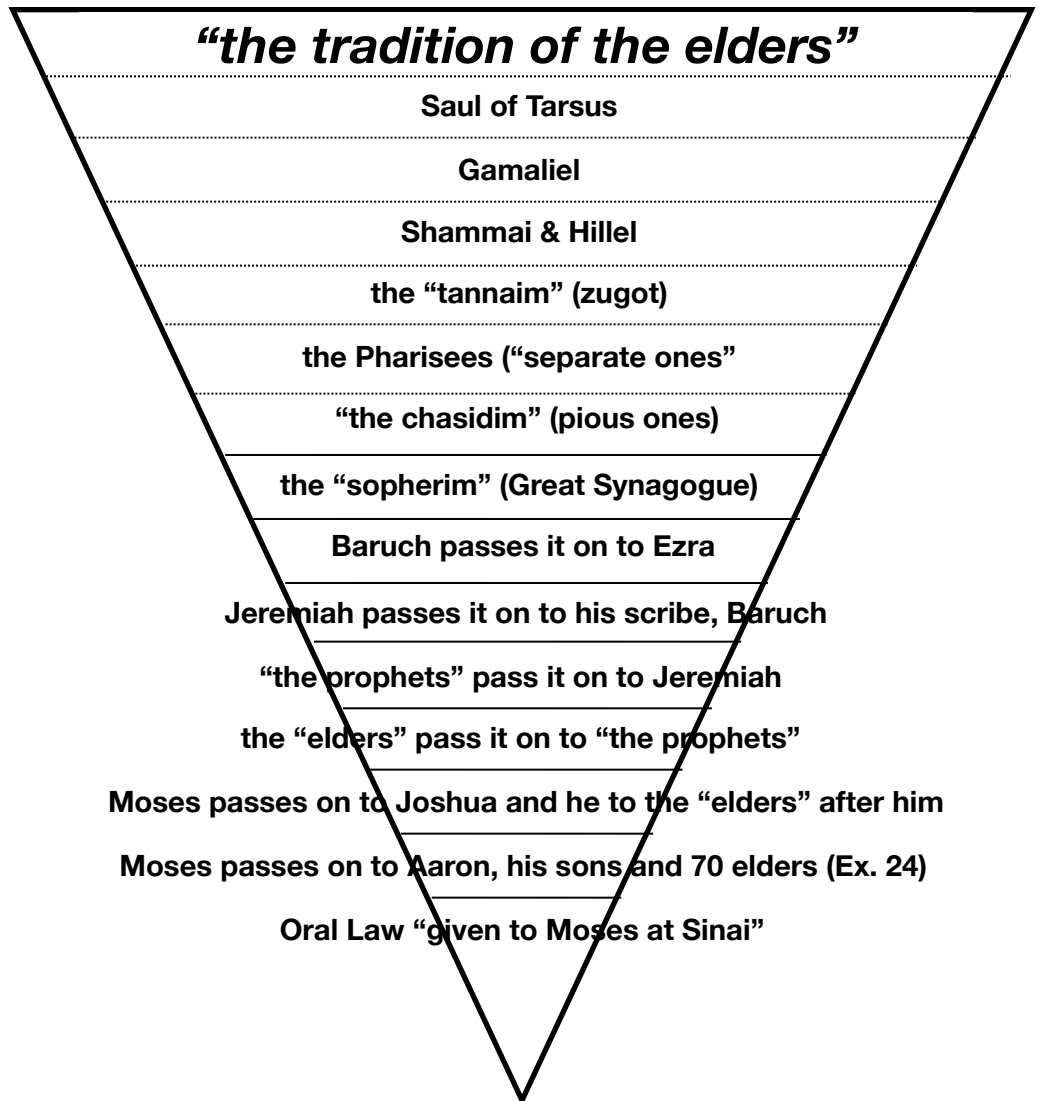 “the tradition of the elders”
Saul of Tarsus
Gamaliel
Shammai & Hillel
the “tannaim” (zugot)
the Pharisees (“separate ones”
“the chasidim” (pious ones)
the “sopherim” (Great Synagogue)
Baruch passes it on to Ezra
Jeremiah passes it on to his scribe, Baruch
“the prophets” pass it on to Jeremiah
the “elders” pass it on to “the prophets”
Moses passes on to Joshua and he to the “elders” after him
Moses passes on to Aaron, his sons and 70 elders (Ex. 24)
Oral Law “given to Moses at Sinai”